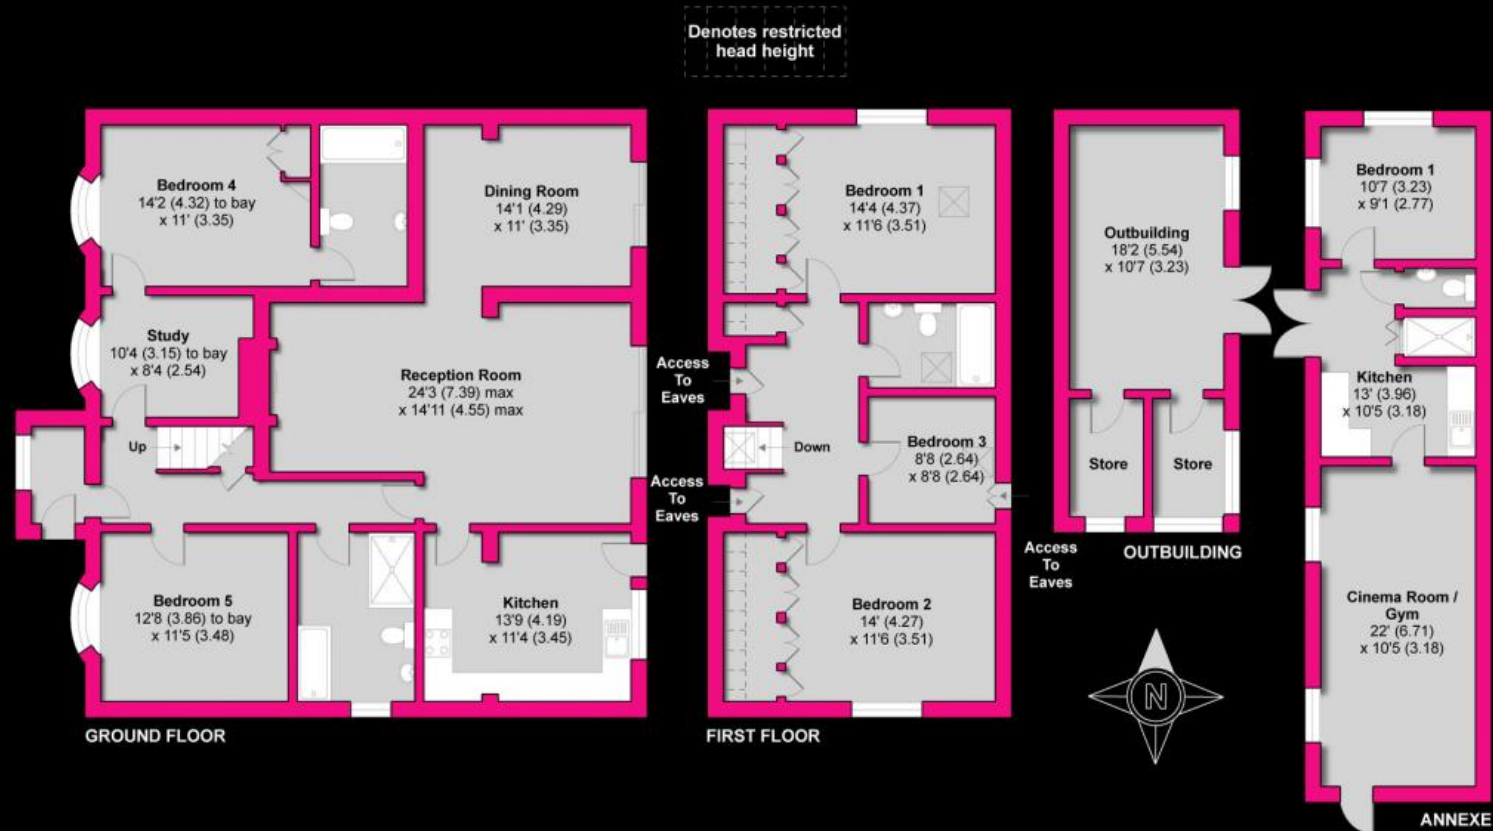 Denotes restricted
head height
Bedroom 4
14'2 (4.32) to bay
x 11' (3.35)
Dining Room
14'1 (4.29)
x 11' (3.35)
Study
10'4 (3.15) to bay
x 8'4 (2.54)
Reception Room
24'3 (7.39) max
x 14'11 (4.55) max
Up
Bedroom 5
12'8 (3.86) to bay
x 11'5 (3.48)
Kitchen
13'9 (4.19)
x 11'4 (3.45)
GROUND FLOOR
Bedroom 1
14'4 (4.37)
x 11'6 (3.51)
Access
To
Eaves
Down
Bedroom 3
8'8 (2.64)
x 8'8 (2.64)
Access
To
Eaves
Access
To
Eaves
Bedroom 2
14' (4.27)
x 11'6 (3.51)
FIRST FLOOR
Outbuilding
18'2 (5.54)
x 10'7 (3.23)
Store
Store
OUTBUILDING
N
Bedroom 1
10'7 (3.23)
x 9'1 (2.77)
Kitchen
13' (3.96)
x 10'5 (3.18)
Cinema Room /
Gym
22' (6.71)
x 10'5 (3.18)
ANNEXE